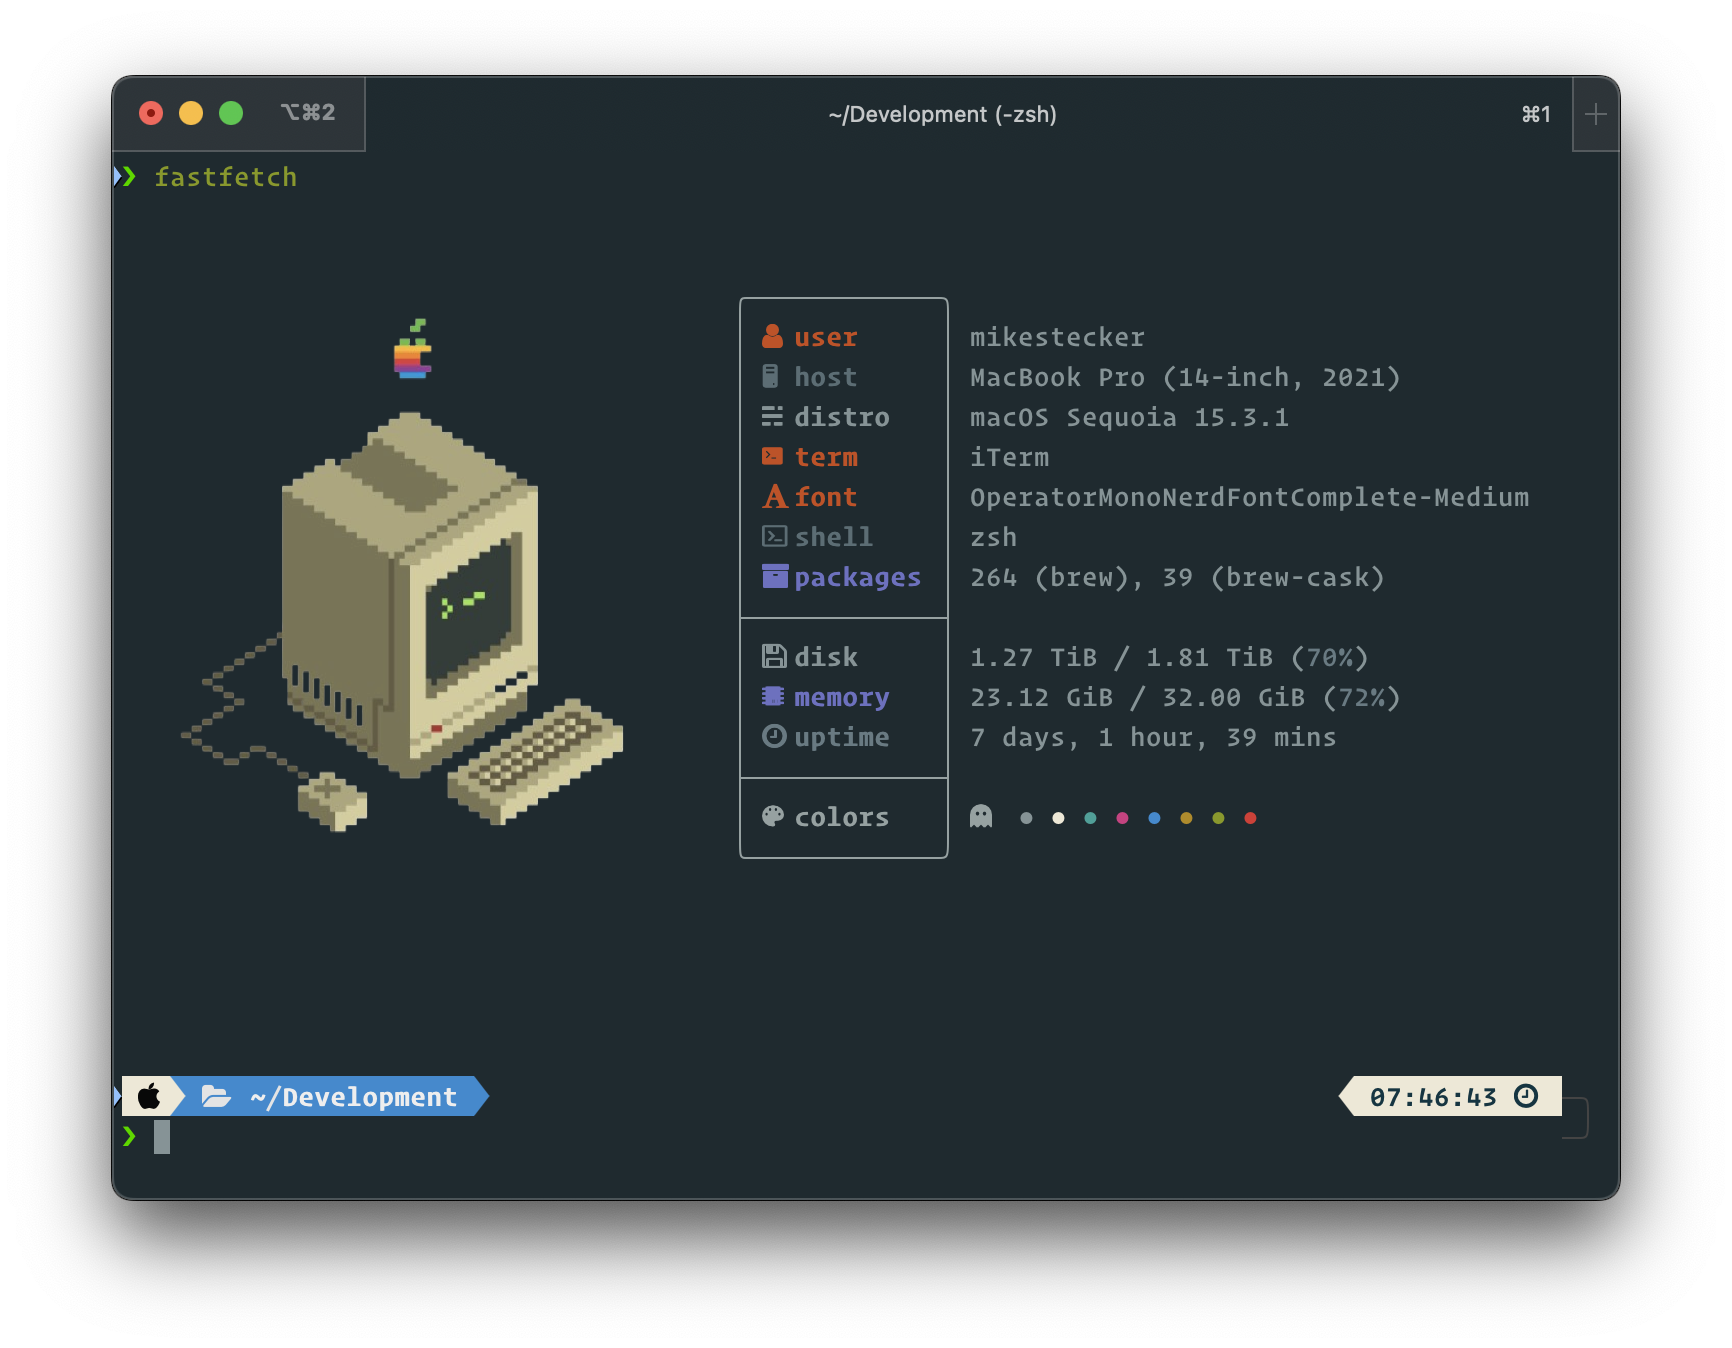 ⌥⌘2
~/Development (-zsh)
⌘1
❯ fastfetch
user mikestecker
host MacBook Pro (14-inch, 2021)
distro macOS Sequoia 15.3.1
term iTerm
font OperatorMonoNerdFontComplete-Medium
shell zsh
packages 264 (brew), 39 (brew-cask)
disk 1.27 TiB / 1.81 TiB (70%)
memory 23.12 GiB / 32.00 GiB (72%)
uptime 7 days, 1 hour, 39 mins
colors
~/Development 07:46:43
❯